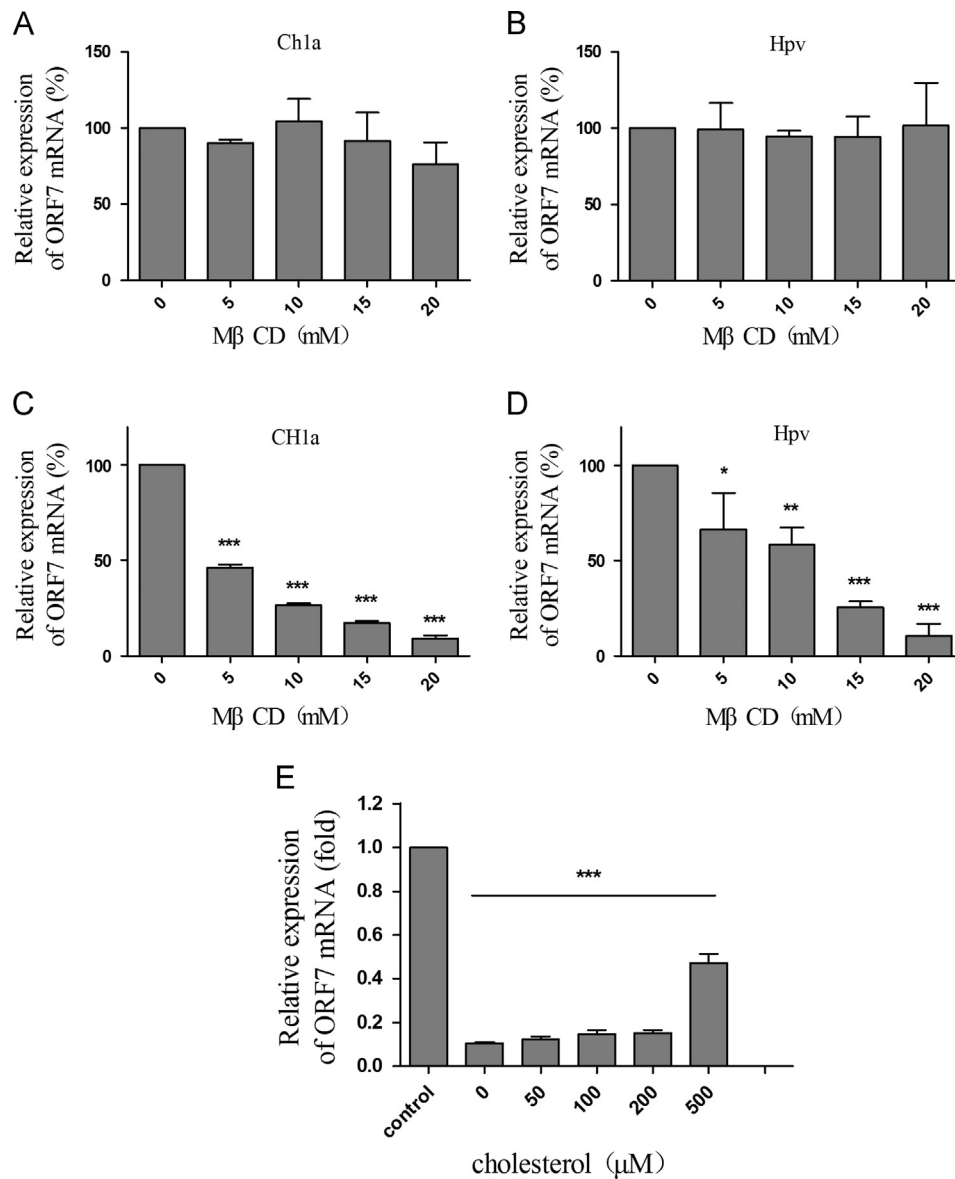 A
Ch1a
Relative expression
of ORF7 mRNA (%)
150
100
50
0
0 5 10 15 20
Mβ CD (mM)
B
Hpv
Relative expression
of ORF7 mRNA (%)
150
100
50
0
0 5 10 15 20
Mβ CD (mM)
C
CH1a
Relative expression
of ORF7 mRNA (%)
100
50
0
***
***
***
***
0 5 10 15 20
Mβ CD (mM)
D
Hpv
Relative expression
of ORF7 mRNA (%)
100
50
0
*
**
***
***
0 5 10 15 20
Mβ CD (mM)
E
Relative expression
of ORF7 mRNA (fold)
1.2
1.0
0.8
0.6
0.4
0.2
0.0
***
control 0 50 100 200 500
cholesterol (μM)